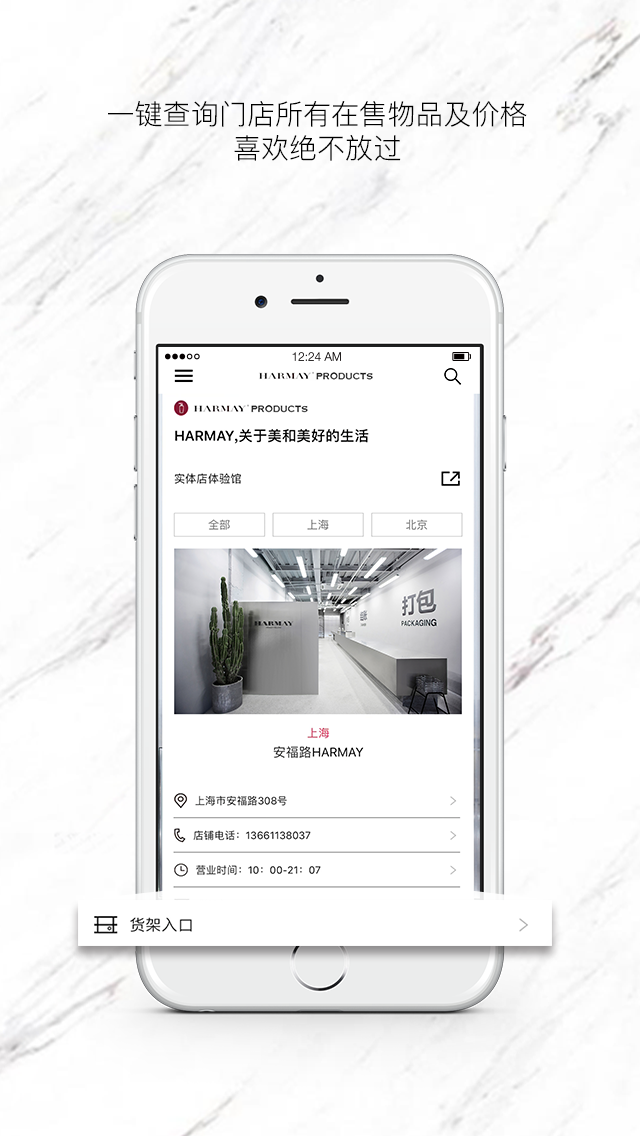 一键查询门店所有在售物品及价格
喜欢绝不放过
12:24 AM
HARMAY PRODUCTS
HARMAY PRODUCTS
HARMAY,关于美和美好的生活
实体店体验馆
全部 上海 北京
HARMAY
打包
PACKAGING
上海
安福路HARMAY
上海市安福路308号
店铺电话：13661138037
营业时间：10：00-21：07
货架入口